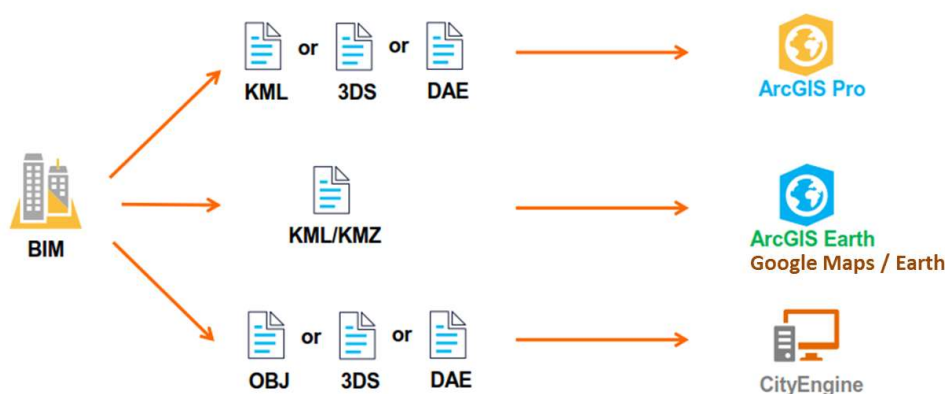 or or
KML 3DS DAE
ArcGIS Pro
BIM
KML/KMZ
ArcGIS Earth
Google Maps / Earth
or or
OBJ 3DS DAE
CityEngine